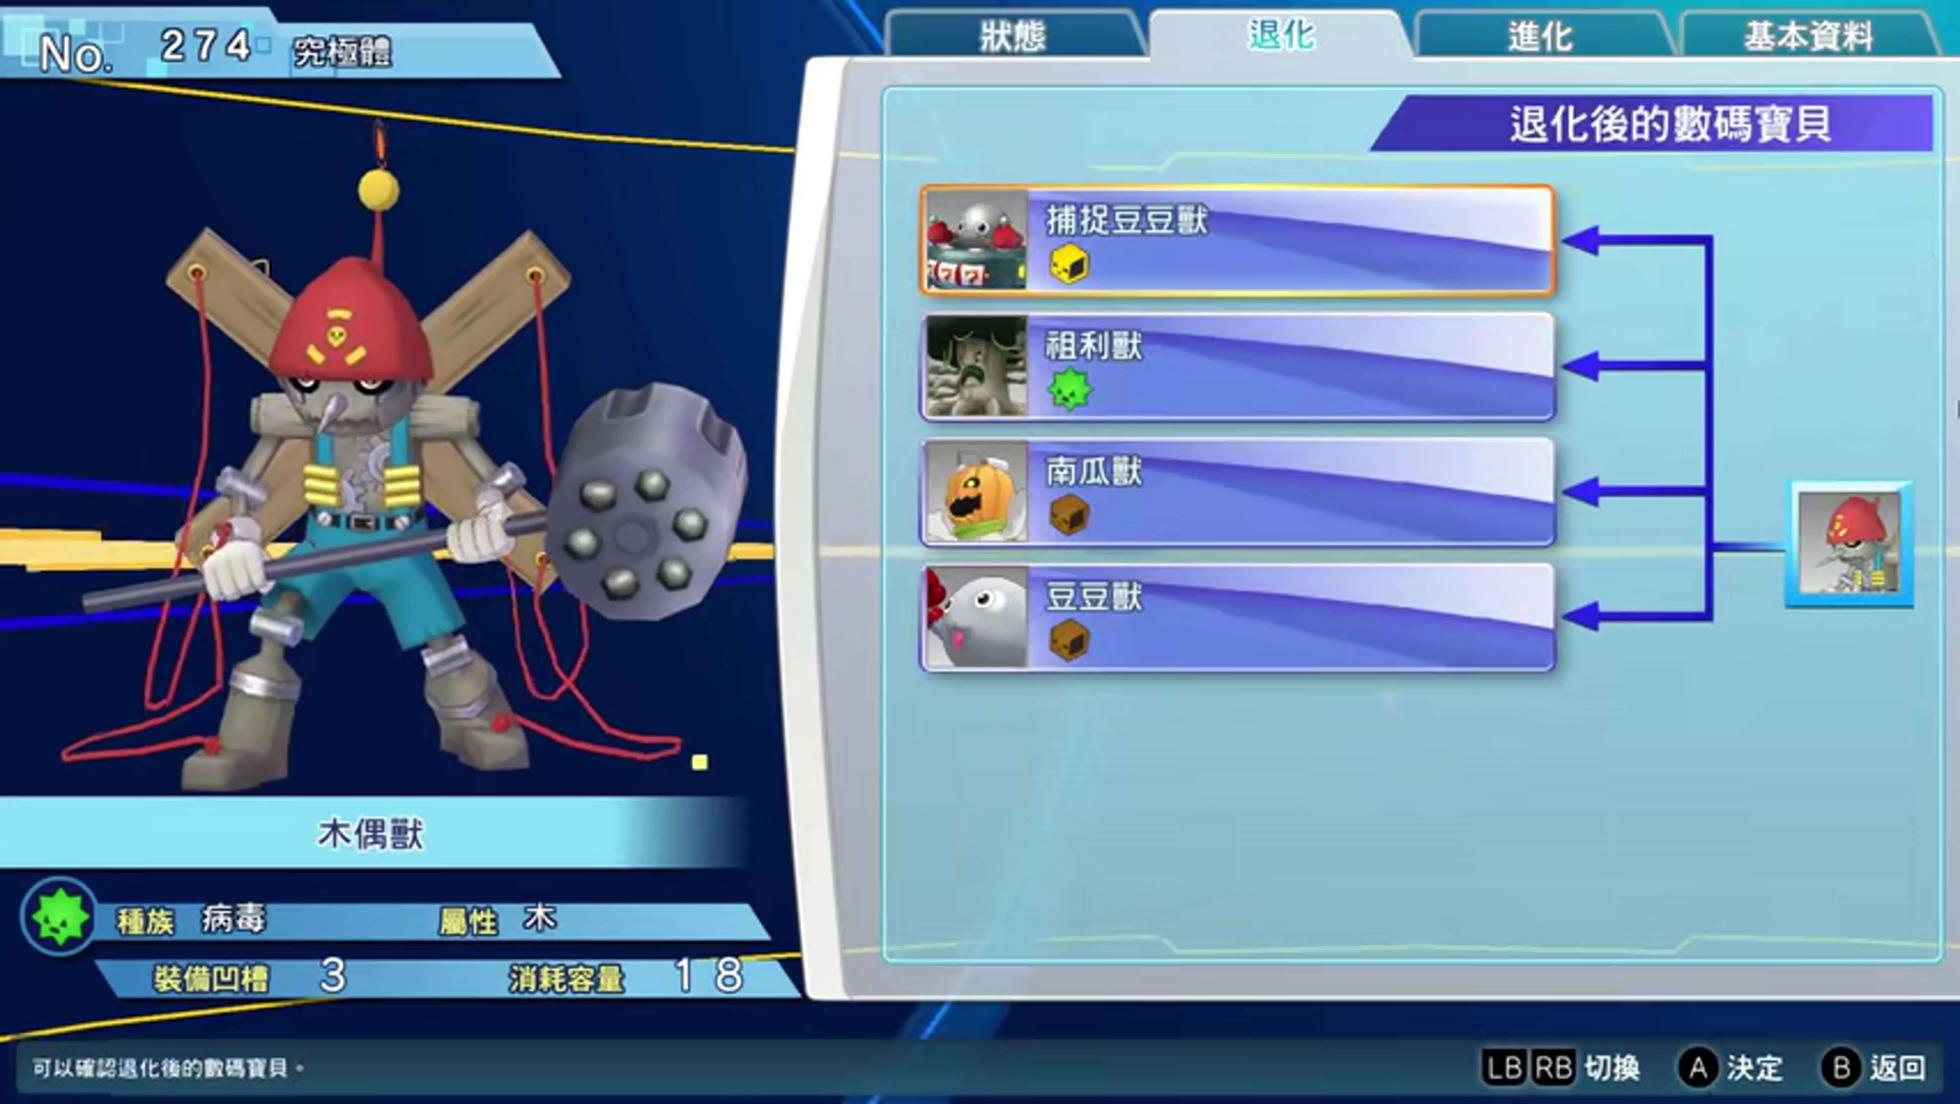 No. 274 究極體
狀態 退化 進化 基本資料
退化後的數碼寶貝
捕捉豆豆獸
祖利獸
南瓜獸
豆豆獸
木偶獸
種族 病毒 屬性 木
裝備凹槽 3 消耗容量 18
可以確認退化後的數碼寶貝。
LB RB 切換 A 決定 B 返回